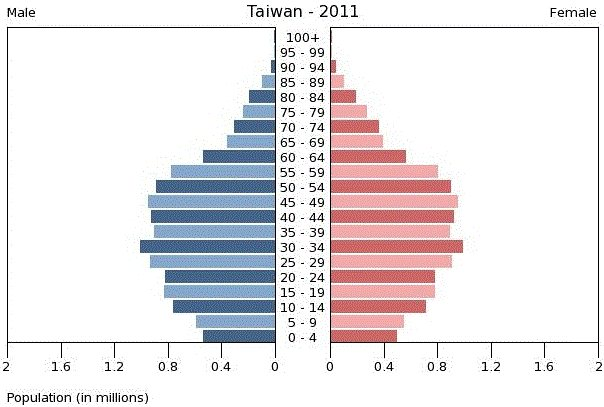 Male Taiwan - 2011 Female
100+
95 - 99
90 - 94
85 - 89
80 - 84
75 - 79
70 - 74
65 - 69
60 - 64
55 - 59
50 - 54
45 - 49
40 - 44
35 - 39
30 - 34
25 - 29
20 - 24
15 - 19
10 - 14
5 - 9
0 - 4
2 1.6 1.2 0.8 0.4 0 0 0.4 0.8 1.2 1.6 2
Population (in millions)